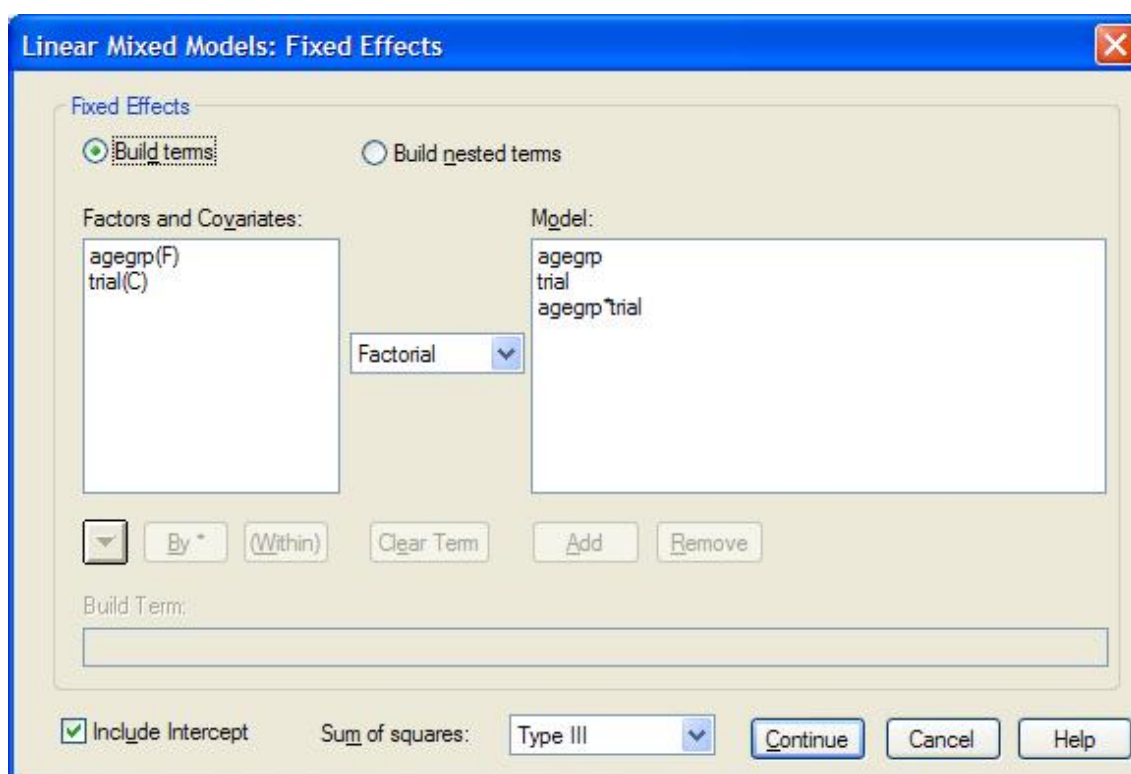 Linear Mixed Models: Fixed Effects
Fixed Effects
Build terms
Build nested terms
Factors and Covariates:
Model:
agegrp(F)
trial(C)
Factorial
agegrp
trial
agegrp*trial
By *
(Within)
Clear Term
Add
Remove
Build Term:
Include Intercept
Sum of squares:
Type III
Continue
Cancel
Help